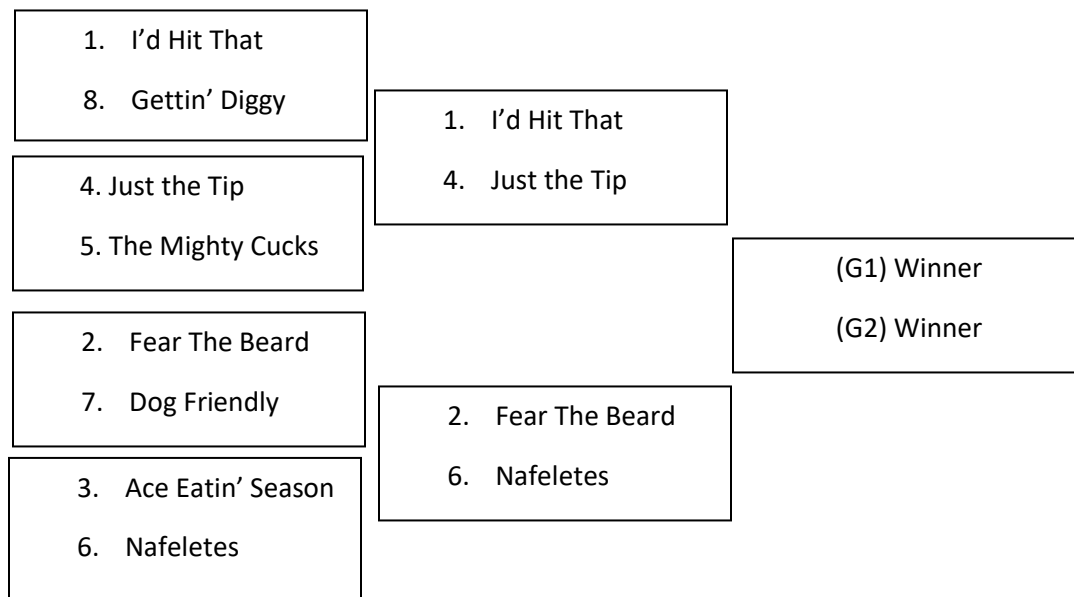 1. I’d Hit That
8. Gettin’ Diggy
4. Just the Tip
5. The Mighty Cucks
2. Fear The Beard
7. Dog Friendly
3. Ace Eatin’ Season
6. Nafeletes
1. I’d Hit That
4. Just the Tip
2. Fear The Beard
6. Nafeletes
(G1) Winner
(G2) Winner